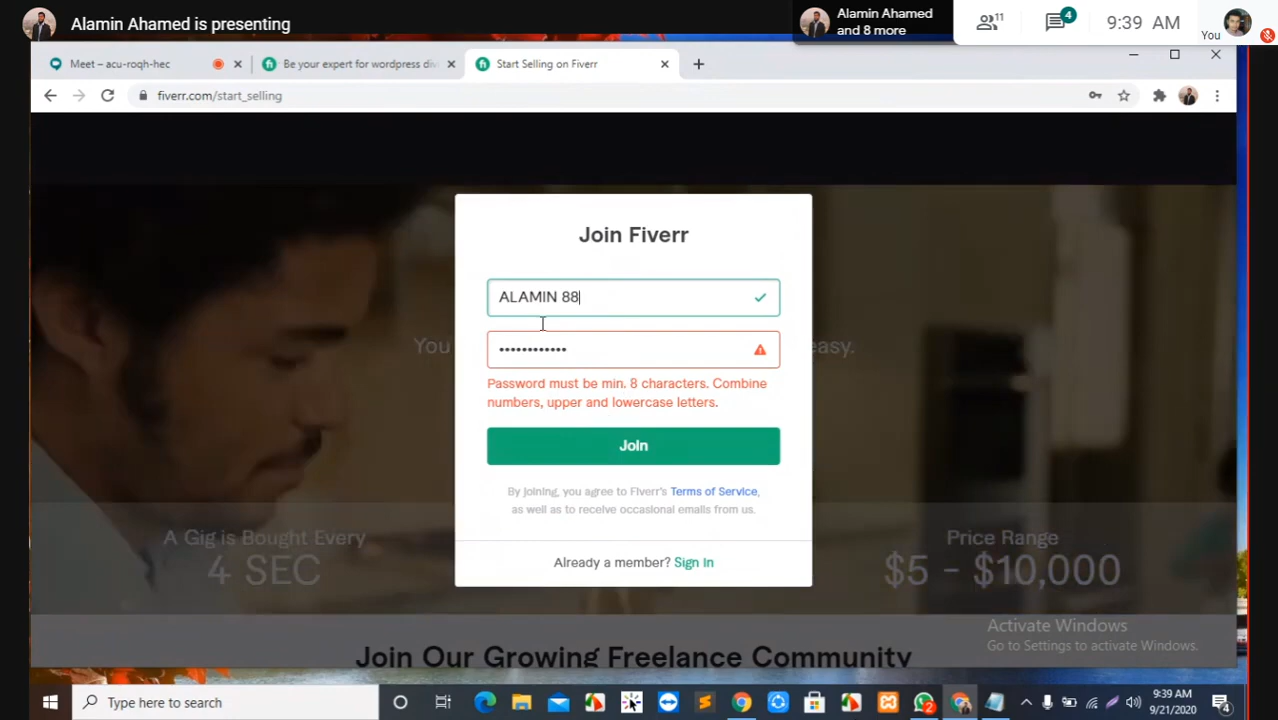 Alamin Ahamed is presenting
Alamin Ahamed
and 8 more
11
4
9:39 AM
You
Meet – acu-roqh-hec
Be your expert for wordpress div
Start Selling on Fiverr
fiverr.com/start_selling
Join Fiverr
ALAMIN 88
You
easy.
Password must be min. 8 characters. Combine
numbers, upper and lowercase letters.
Join
By joining, you agree to Fiverr's Terms of Service,
as well as to receive occasional emails from us.
Already a member? Sign In
A Gig is Bought Every
4 SEC
Price Range
$5 - $10,000
Activate Windows
Go to Settings to activate Windows.
Join Our Growing Freelance Community
Type here to search
2
9:39 AM
9/21/2020
4